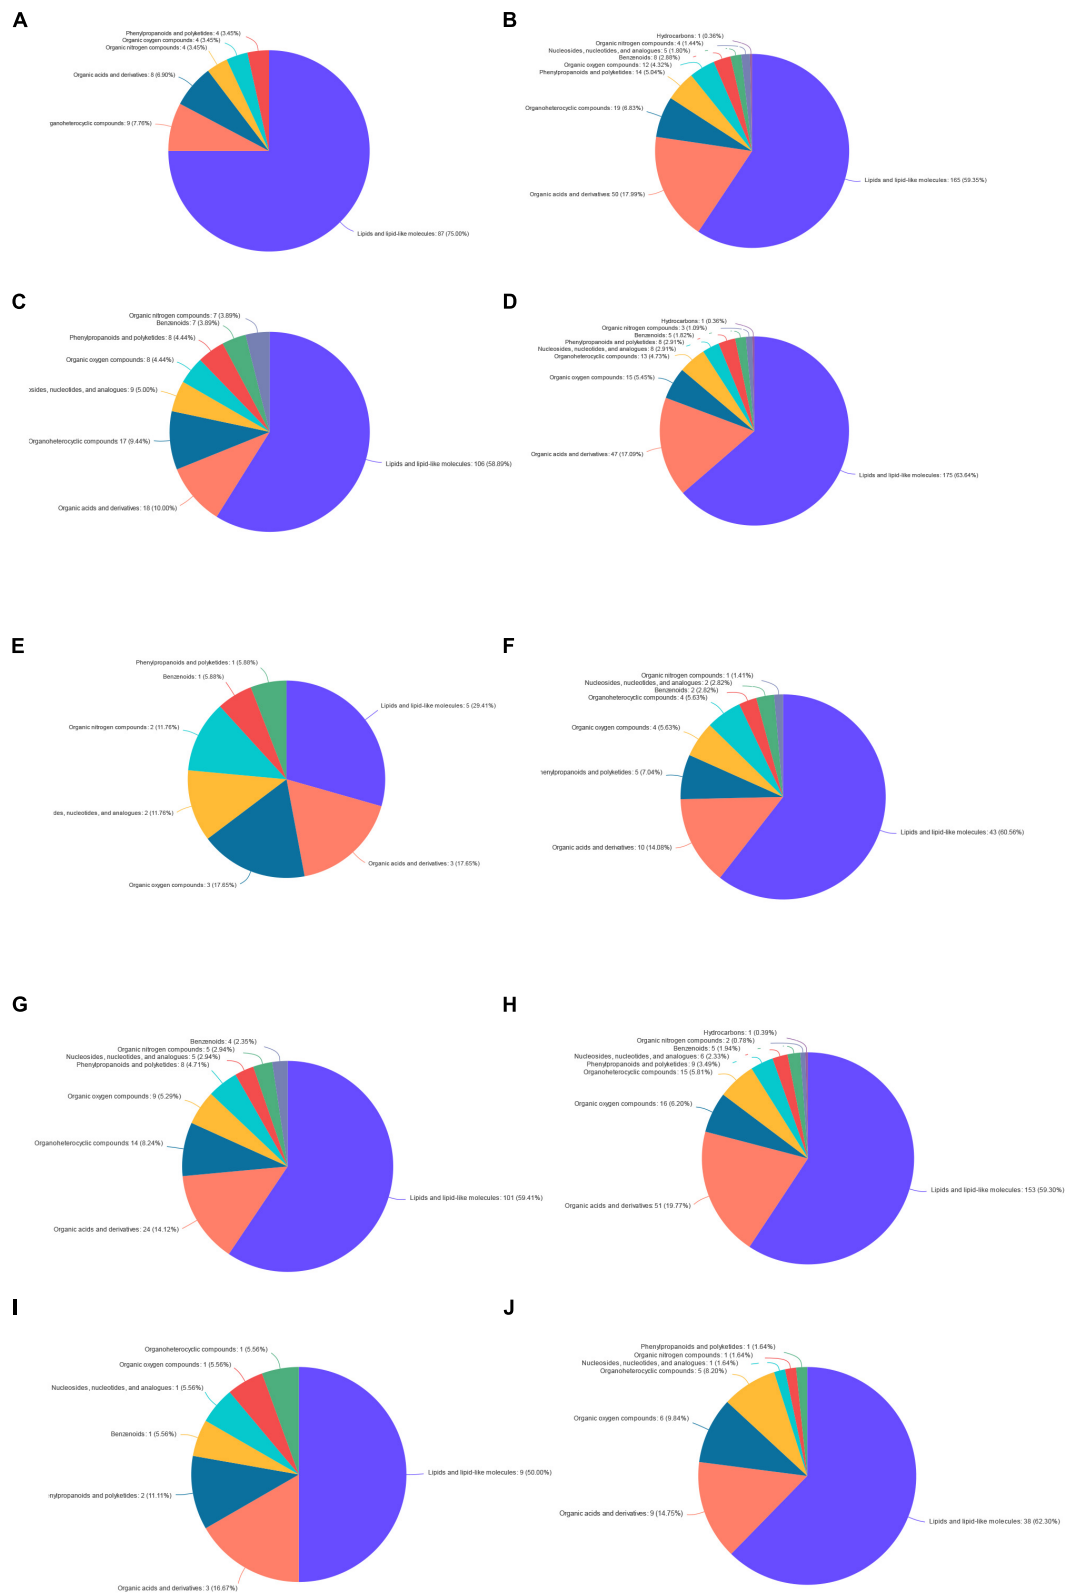 A
Phenylpropanoids and polyketides: 4 (3.45%)
Organic oxygen compounds: 4 (3.45%)
Organic nitrogen compounds: 4 (3.45%)
Organic acids and derivatives: 8 (6.90%)
ganoheterocyclic compounds: 9 (7.76%)
Lipids and lipid-like molecules: 87 (75.00%)
B
Hydrocarbons: 1 (0.36%)
Organic nitrogen compounds: 4 (1.44%)
Nucleosides, nucleotides, and analogues: 5 (1.80%)
Benzenoids: 8 (2.88%)
Organic oxygen compounds: 12 (4.32%)
Phenylpropanoids and polyketides: 14 (5.04%)
Organoheterocyclic compounds: 19 (6.83%)
Lipids and lipid-like molecules: 165 (59.35%)
Organic acids and derivatives: 50 (17.99%)
C
Organic nitrogen compounds: 7 (3.89%)
Benzenoids: 7 (3.89%)
Phenylpropanoids and polyketides: 8 (4.44%)
Organic oxygen compounds: 8 (4.44%)
osides, nucleotides, and analogues: 9 (5.00%)
Organoheterocyclic compounds: 17 (9.44%)
Lipids and lipid-like molecules: 106 (58.89%)
Organic acids and derivatives: 18 (10.00%)
D
Hydrocarbons: 1 (0.36%)
Organic nitrogen compounds: 3 (1.09%)
Benzenoids: 5 (1.82%)
Phenylpropanoids and polyketides: 8 (2.91%)
Nucleosides, nucleotides, and analogues: 8 (2.91%)
Organoheterocyclic compounds: 13 (4.73%)
Organic oxygen compounds: 15 (5.45%)
Organic acids and derivatives: 47 (17.09%)
Lipids and lipid-like molecules: 175 (63.64%)
E
Phenylpropanoids and polyketides: 1 (5.88%)
Benzenoids: 1 (5.88%)
Lipids and lipid-like molecules: 5 (29.41%)
Organic nitrogen compounds: 2 (11.76%)
des, nucleotides, and analogues: 2 (11.76%)
Organic acids and derivatives: 3 (17.65%)
Organic oxygen compounds: 3 (17.65%)
F
Organic nitrogen compounds: 1 (1.41%)
Nucleosides, nucleotides, and analogues: 2 (2.82%)
Benzenoids: 2 (2.82%)
Organoheterocyclic compounds: 4 (5.63%)
Organic oxygen compounds: 4 (5.63%)
henylpropanoids and polyketides: 5 (7.04%)
Lipids and lipid-like molecules: 43 (60.56%)
Organic acids and derivatives: 10 (14.08%)
G
Benzenoids: 4 (2.35%)
Organic nitrogen compounds: 5 (2.94%)
Nucleosides, nucleotides, and analogues: 5 (2.94%)
Phenylpropanoids and polyketides: 8 (4.71%)
Organic oxygen compounds: 9 (5.29%)
Organoheterocyclic compounds: 14 (8.24%)
Lipids and lipid-like molecules: 101 (59.41%)
Organic acids and derivatives: 24 (14.12%)
H
Hydrocarbons: 1 (0.39%)
Organic nitrogen compounds: 2 (0.78%)
Benzenoids: 5 (1.94%)
Nucleosides, nucleotides, and analogues: 6 (2.33%)
Phenylpropanoids and polyketides: 9 (3.49%)
Organoheterocyclic compounds: 15 (5.81%)
Organic oxygen compounds: 16 (6.20%)
Lipids and lipid-like molecules: 153 (59.30%)
Organic acids and derivatives: 51 (19.77%)
I
Organoheterocyclic compounds: 1 (5.56%)
Organic oxygen compounds: 1 (5.56%)
Nucleosides, nucleotides, and analogues: 1 (5.56%)
Benzenoids: 1 (5.56%)
Lipids and lipid-like molecules: 9 (50.00%)
nylpropanoids and polyketides: 2 (11.11%)
Organic acids and derivatives: 3 (16.67%)
J
Phenylpropanoids and polyketides: 1 (1.64%)
Organic nitrogen compounds: 1 (1.64%)
Nucleosides, nucleotides, and analogues: 1 (1.64%)
Organoheterocyclic compounds: 5 (8.20%)
Organic oxygen compounds: 6 (9.84%)
Organic acids and derivatives: 9 (14.75%)
Lipids and lipid-like molecules: 38 (62.30%)